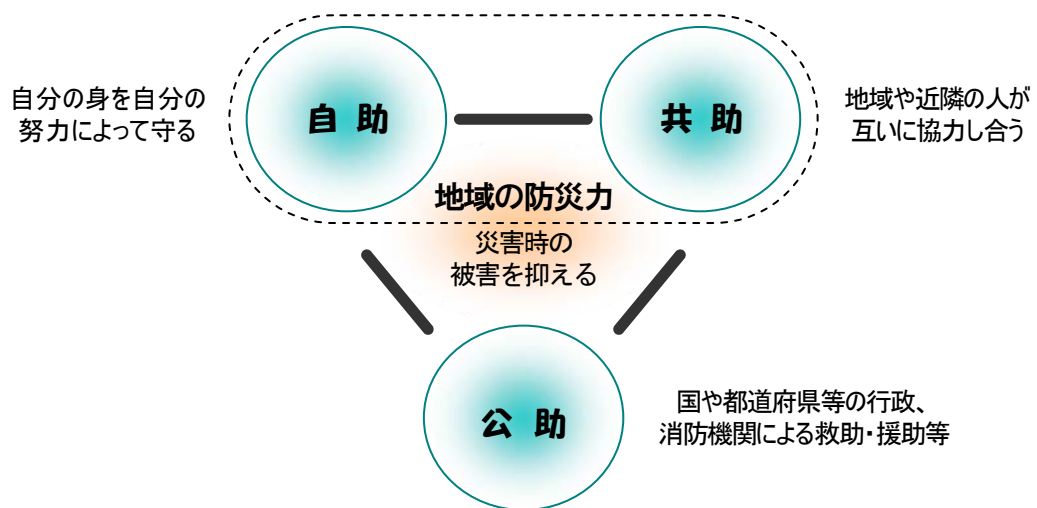 自分の身を自分の
努力によって守る
自助
共助
地域や近隣の人が
互いに協力し合う
地域の防災力
災害時の
被害を抑える
公助
国や都道府県等の行政、
消防機関による救助・援助等